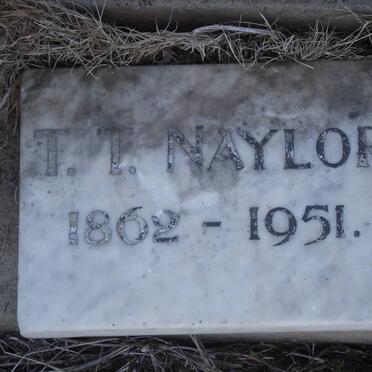 T. T. NAYLOR
1862 - 1951.